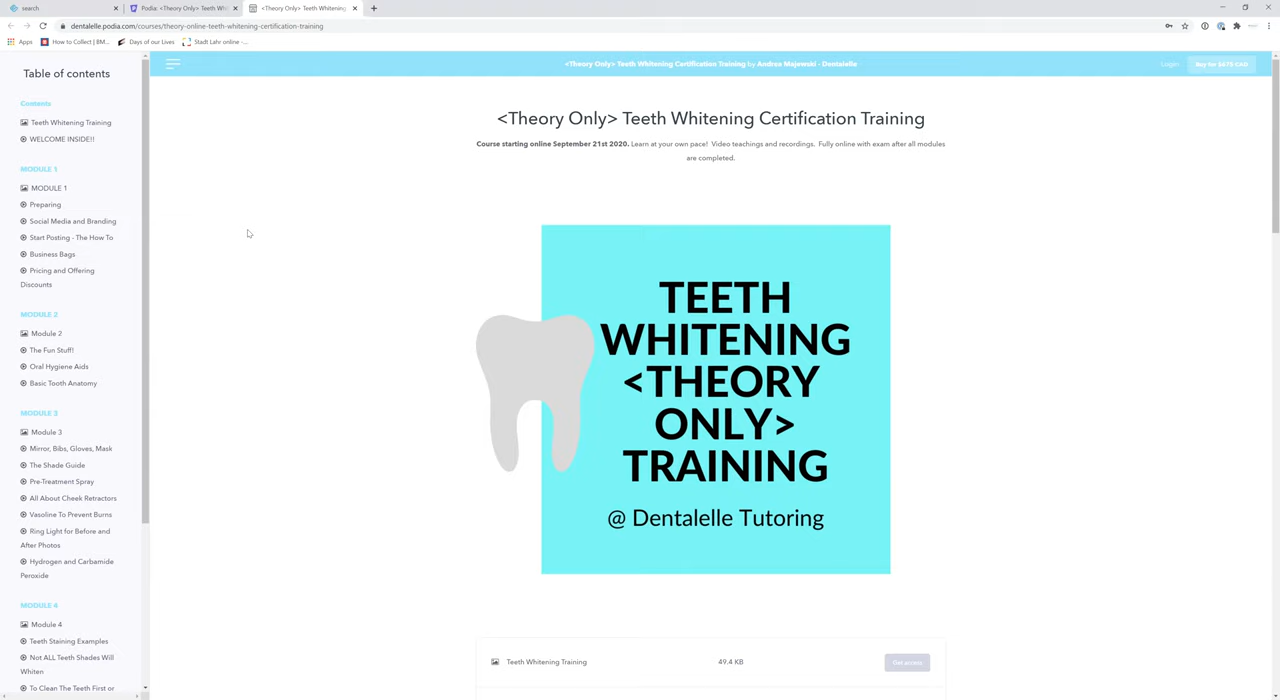 search
Podia: <Theory Only> Teeth Whi
<Theory Only> Teeth Whitening
dentalelle.podia.com/courses/theory-online-teeth-whitening-certification-training
Apps
How to Collect | BM...
Days of our Lives
Stadt Lahr online -...
Table of contents
Contents
Teeth Whitening Training
WELCOME INSIDE!!
MODULE 1
MODULE 1
Preparing
Social Media and Branding
Start Posting - The How To
Business Bags
Pricing and Offering
Discounts
MODULE 2
Module 2
The Fun Stuff!
Oral Hygiene Aids
Basic Tooth Anatomy
MODULE 3
Module 3
Mirror, Bibs, Gloves, Mask
The Shade Guide
Pre-Treatment Spray
All About Cheek Retractors
Vasoline To Prevent Burns
Ring Light for Before and
After Photos
Hydrogen and Carbamide
Peroxide
MODULE 4
Module 4
Teeth Staining Examples
Not ALL Teeth Shades Will
Whiten
To Clean The Teeth First or
<Theory Only> Teeth Whitening Certification Training by Andrea Majewski - Dentalelle
Login
Buy for $675 CAD
<Theory Only> Teeth Whitening Certification Training
Course starting online September 21st 2020. Learn at your own pace! Video teachings and recordings. Fully online with exam after all modules
are completed.
TEETH
WHITENING
<THEORY
ONLY>
TRAINING
@ Dentalelle Tutoring
Teeth Whitening Training
49.4 KB
Get access